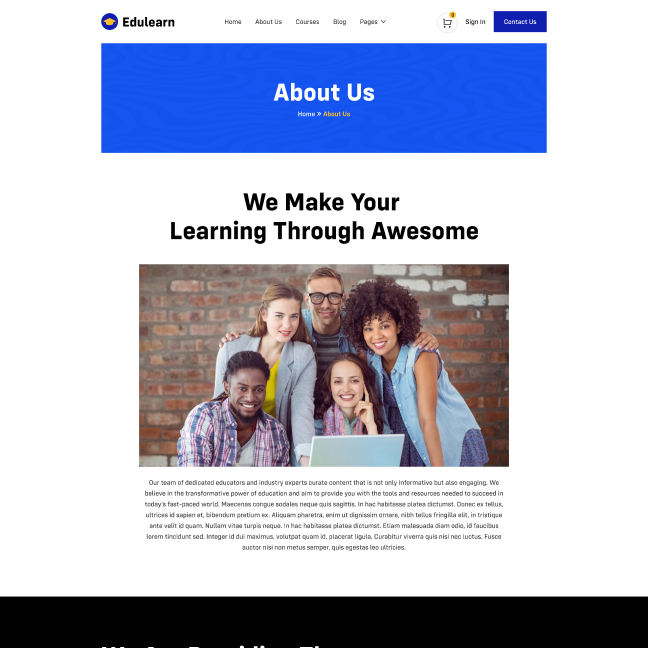 Edulearn
Home About Us Courses Blog Pages
0
Sign In Contact Us
About Us
Home » About Us
We Make Your
Learning Through Awesome
Our team of dedicated educators and industry experts curate content that is not only informative but also engaging. We
believe in the transformative power of education and aim to provide you with the tools and resources needed to succeed in
today's fast-paced world. Maecenas congue sodales neque quis sagittis. In hac habitasse platea dictumst. Donec ex tellus,
ultrices id sapien et, bibendum pretium ex. Aliquam pharetra, enim ut dignissim ornare, nibh tellus fringilla elit, in tristique
ante velit id quam. Nullam vitae turpis neque. In hac habitasse platea dictumst. Etiam malesuada diam odio, id faucibus
lorem tincidunt sed. Integer id dui maximus, volutpat quam id, placerat ligula. Curabitur viverra quis nisi nec luctus. Fusce
auctor nisi non metus semper, quis egestas leo ultricies.